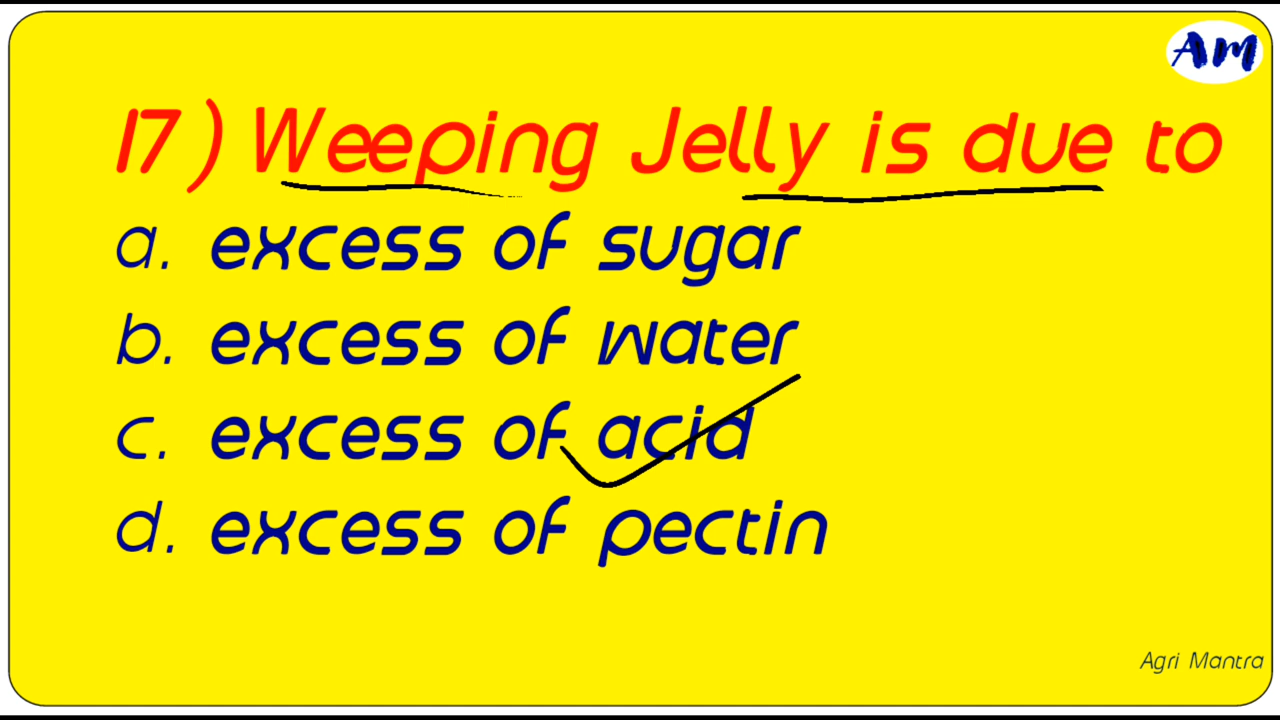 AM
17) Weeping Jelly is due to
a. excess of sugar
b. excess of water
c. excess of acid
d. excess of pectin
Agri Mantra